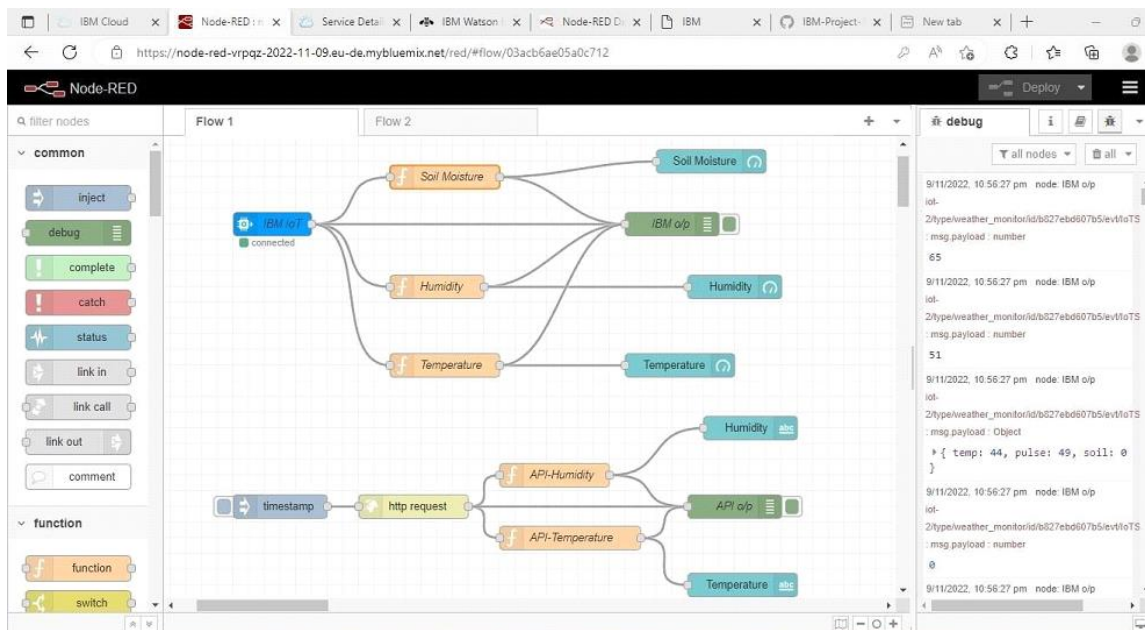 IBM Cloud
Node-RED : n
Service Detail
IBM Watson
Node-RED D
IBM
IBM-Project-
New tab
https://node-red-vrpqz-2022-11-09.eu-de.mybluemix.net/red/#flow/03acb6ae05a0c712
Node-RED
Deploy
filter nodes
common
inject
debug
complete
catch
status
link in
link call
link out
comment
function
function
switch
Flow 1
Flow 2
Soil Moisture
Soil Moisture
IBM IoT
connected
IBM o/p
Humidity
Humidity
Temperature
Temperature
Humidity abc
API-Humidity
timestamp
http request
API o/p
API-Temperature
Temperature abc
debug
i
all nodes
all
9/11/2022, 10:56:27 pm node: IBM o/p
iot-
2/type/weather_monitor/id/b827ebd607b5/evt/IoTS
: msg.payload : number
65
9/11/2022, 10:56:27 pm node: IBM o/p
iot-
2/type/weather_monitor/id/b827ebd607b5/evt/IoTS
: msg.payload : number
51
9/11/2022, 10:56:27 pm node: IBM o/p
iot-
2/type/weather_monitor/id/b827ebd607b5/evt/IoTS
: msg.payload : Object
{ temp: 44, pulse: 49, soil: 0
}
9/11/2022, 10:56:27 pm node: IBM o/p
iot-
2/type/weather_monitor/id/b827ebd607b5/evt/IoTS
: msg.payload : number
0
9/11/2022, 10:56:27 pm node: IBM o/p